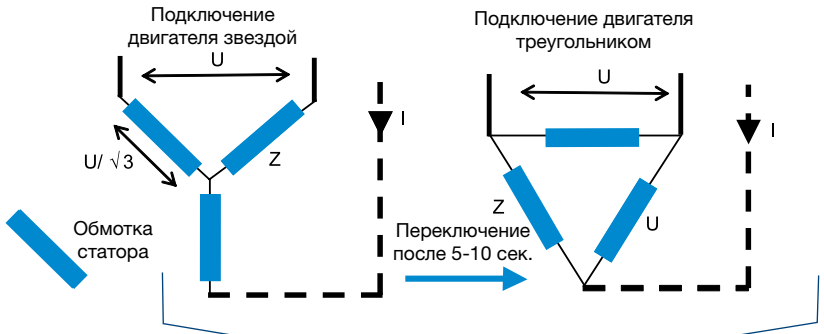 Подключение
двигателя звездой
U
U/ √3
Z
I
Обмотка
статора
Переключение
после 5-10 сек.
Подключение двигателя
треугольником
U
Z
U
I